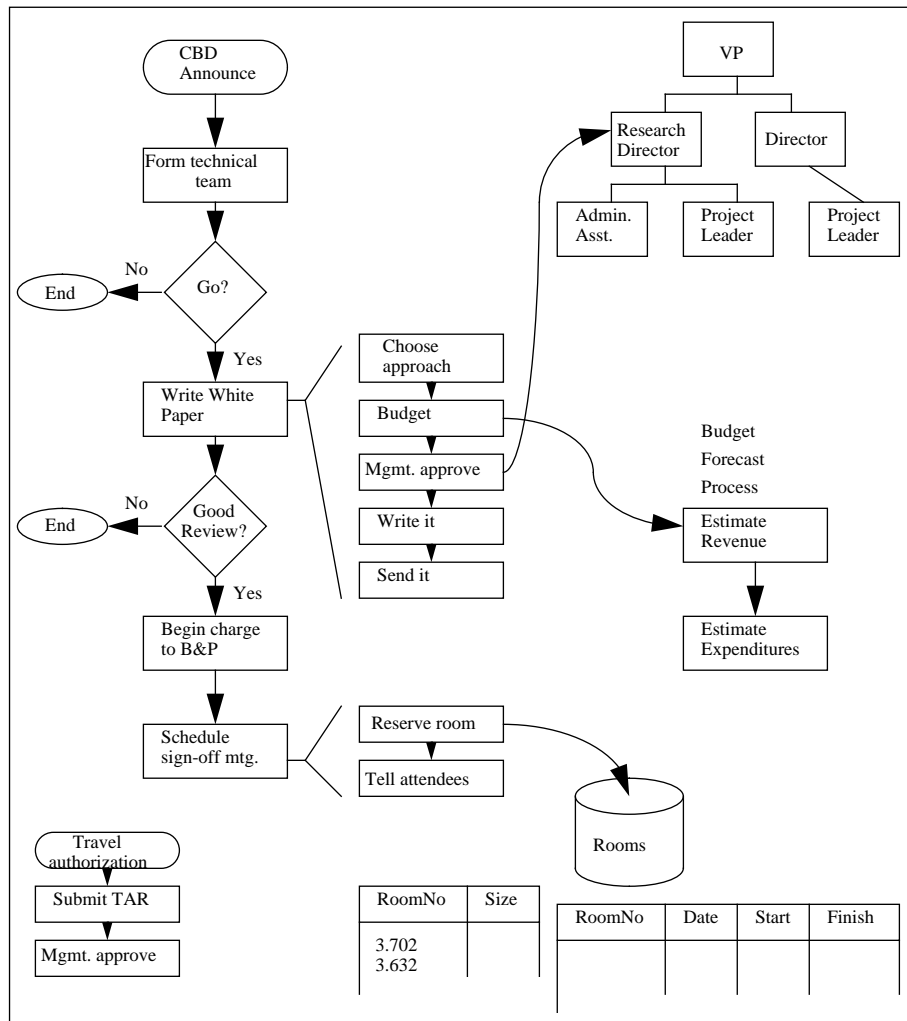 CBD
Announce
Form technical
team
Go?
No
End
Yes
Write White
Paper
Good
Review?
No
End
Yes
Begin charge
to B&P
Schedule
sign-off mtg.
Choose
approach
Budget
Mgmt. approve
Write it
Send it
Reserve room
Tell attendees
VP
Research
Director
Director
Admin.
Asst.
Project
Leader
Project
Leader
Budget
Forecast
Process
Estimate
Revenue
Estimate
Expenditures
Rooms
Travel
authorization
Submit TAR
Mgmt. approve
RoomNo Size
3.702
3.632
RoomNo Date Start Finish